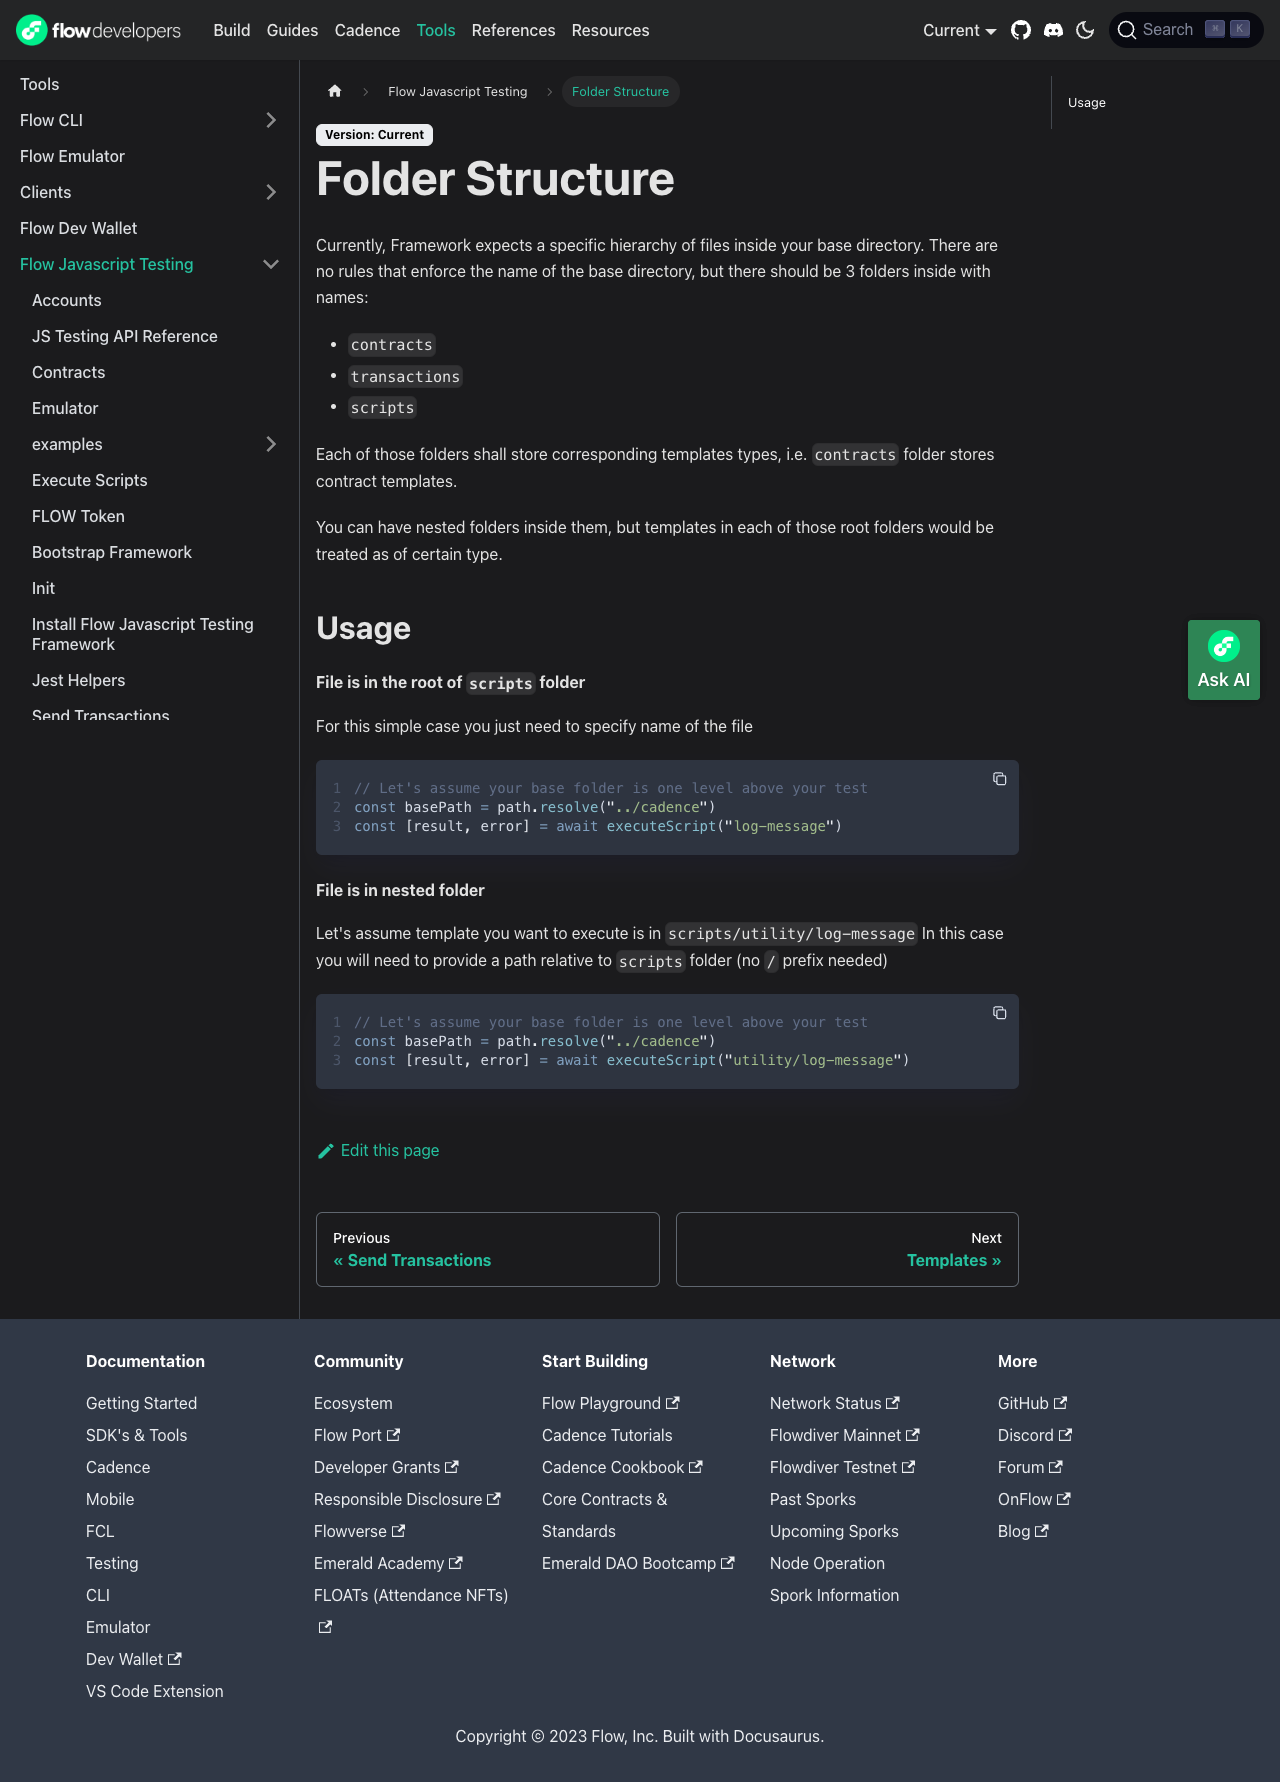 flowdevelopers
Build Guides Cadence Tools References Resources
Current
Search ⌘ K
Tools
Flow CLI
Flow Emulator
Clients
Flow Dev Wallet
Flow Javascript Testing
Accounts
JS Testing API Reference
Contracts
Emulator
examples
Execute Scripts
FLOW Token
Bootstrap Framework
Init
Install Flow Javascript Testing
Framework
Jest Helpers
Send Transactions
Flow Javascript Testing
Folder Structure
Version: Current
Folder Structure
Currently, Framework expects a specific hierarchy of files inside your base directory. There are
no rules that enforce the name of the base directory, but there should be 3 folders inside with
names:
• contracts
• transactions
• scripts
Each of those folders shall store corresponding templates types, i.e. contracts folder stores
contract templates.
You can have nested folders inside them, but templates in each of those root folders would be
treated as of certain type.
Usage
File is in the root of scripts folder
For this simple case you just need to specify name of the file
1 // Let's assume your base folder is one level above your test
2 const basePath = path.resolve("../cadence")
3 const [result, error] = await executeScript("log-message")
File is in nested folder
Let's assume template you want to execute is in scripts/utility/log-message In this case
you will need to provide a path relative to scripts folder (no / prefix needed)
1 // Let's assume your base folder is one level above your test
2 const basePath = path.resolve("../cadence")
3 const [result, error] = await executeScript("utility/log-message")
Edit this page
Previous
« Send Transactions
Next
Templates »
Usage
Ask AI
Documentation
Getting Started
SDK's & Tools
Cadence
Mobile
FCL
Testing
CLI
Emulator
Dev Wallet
VS Code Extension
Community
Ecosystem
Flow Port
Developer Grants
Responsible Disclosure
Flowverse
Emerald Academy
FLOATs (Attendance NFTs)
Start Building
Flow Playground
Cadence Tutorials
Cadence Cookbook
Core Contracts &
Standards
Emerald DAO Bootcamp
Network
Network Status
Flowdiver Mainnet
Flowdiver Testnet
Past Sporks
Upcoming Sporks
Node Operation
Spork Information
More
GitHub
Discord
Forum
OnFlow
Blog
Copyright © 2023 Flow, Inc. Built with Docusaurus.